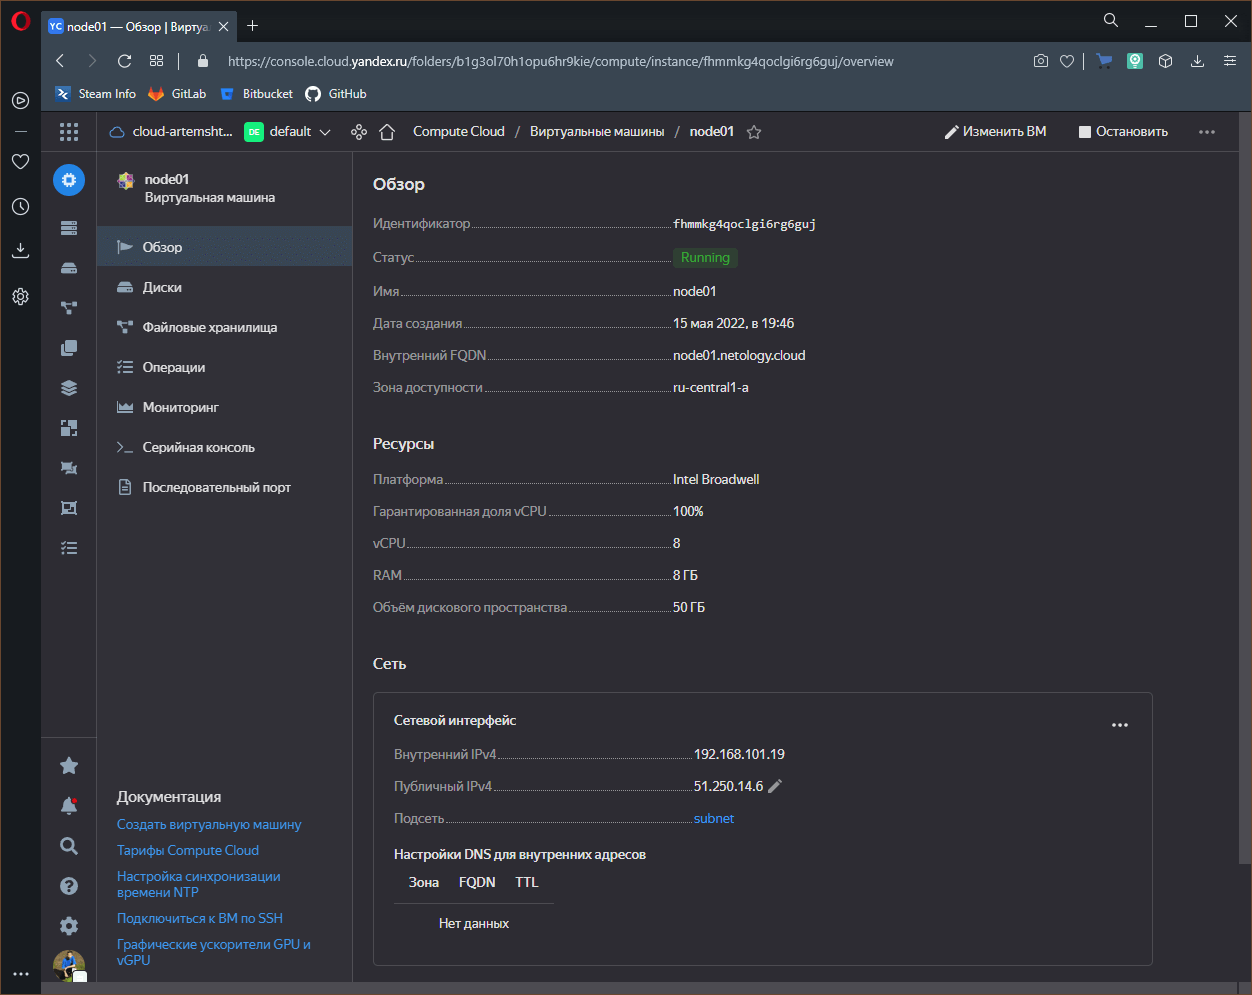 YC node01 — Обзор | Виртуа
https://console.cloud.yandex.ru/folders/b1g3ol70h1opu6hr9kie/compute/instance/fhmmkg4qoclgi6rg6guj/overview
Steam Info GitLab Bitbucket GitHub
cloud-artemsht... DE default Compute Cloud / Виртуальные машины / node01 Изменить ВМ Остановить
node01
Виртуальная машина
Обзор
Диски
Файловые хранилища
Операции
Мониторинг
Серийная консоль
Последовательный порт
Документация
Создать виртуальную машину
Тарифы Compute Cloud
Настройка синхронизации
времени NTP
Подключиться к ВМ по SSH
Графические ускорители GPU и
vGPU
Обзор
Идентификатор fhmmkg4qoclgi6rg6guj
Статус Running
Имя node01
Дата создания 15 мая 2022, в 19:46
Внутренний FQDN node01.netology.cloud
Зона доступности ru-central1-a
Ресурсы
Платформа Intel Broadwell
Гарантированная доля vCPU 100%
vCPU 8
RAM 8 ГБ
Объём дискового пространства 50 ГБ
Сеть
Сетевой интерфейс
Внутренний IPv4 192.168.101.19
Публичный IPv4 51.250.14.6
Подсеть subnet
Настройки DNS для внутренних адресов
Зона FQDN TTL
Нет данных